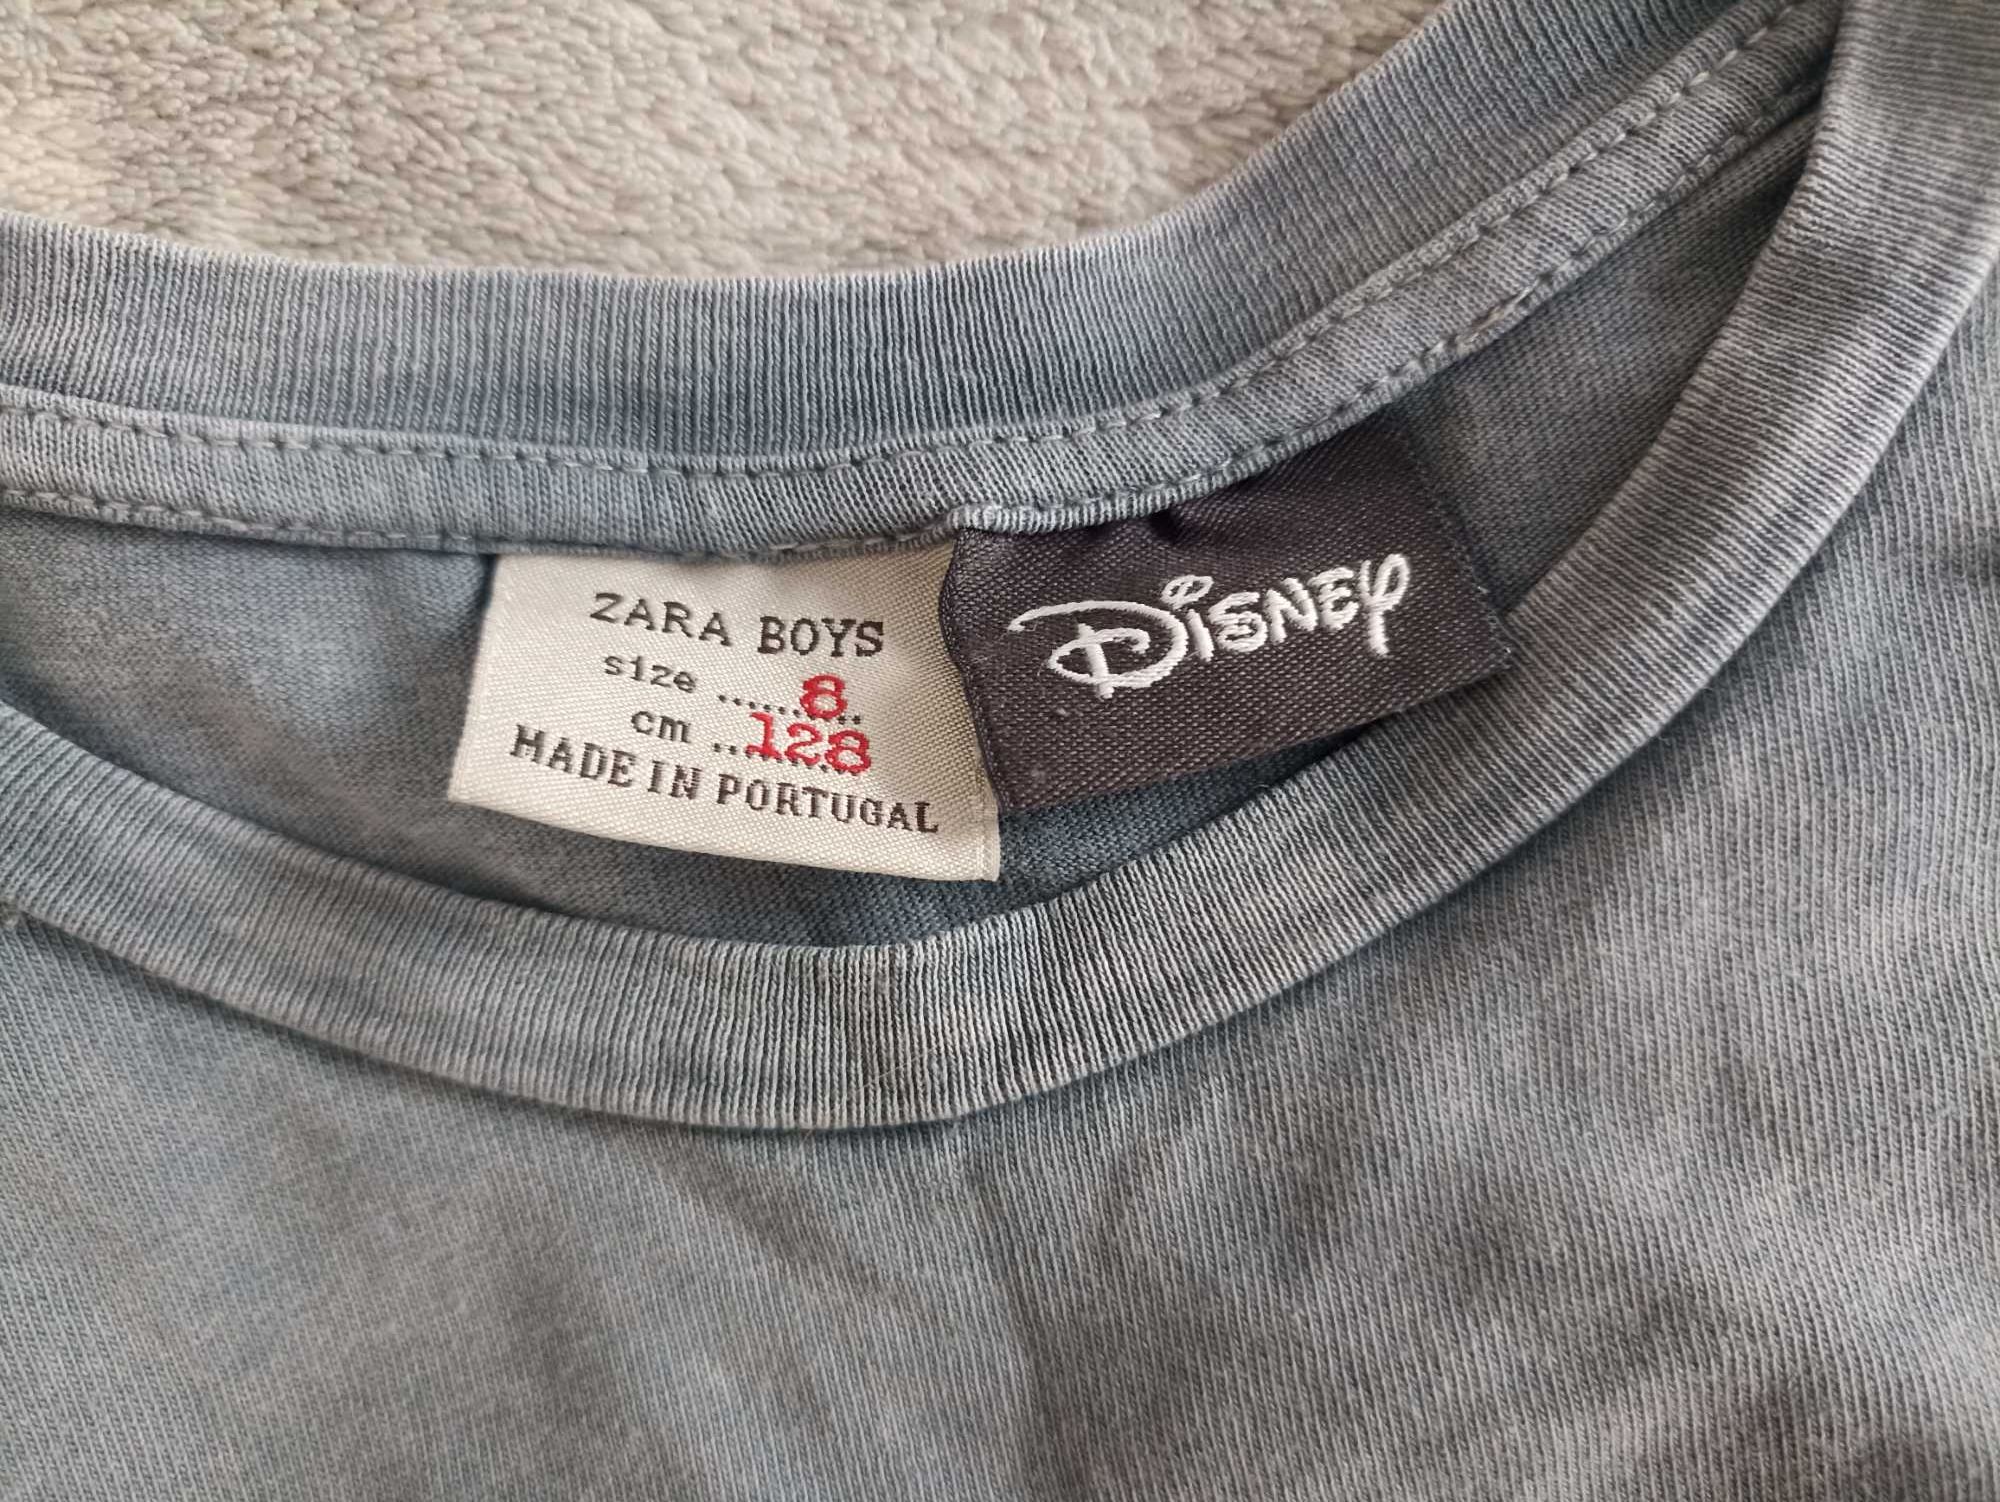 ZARA BOYS
size ........8..
cm ..128
MADE IN PORTUGAL
DISNEY